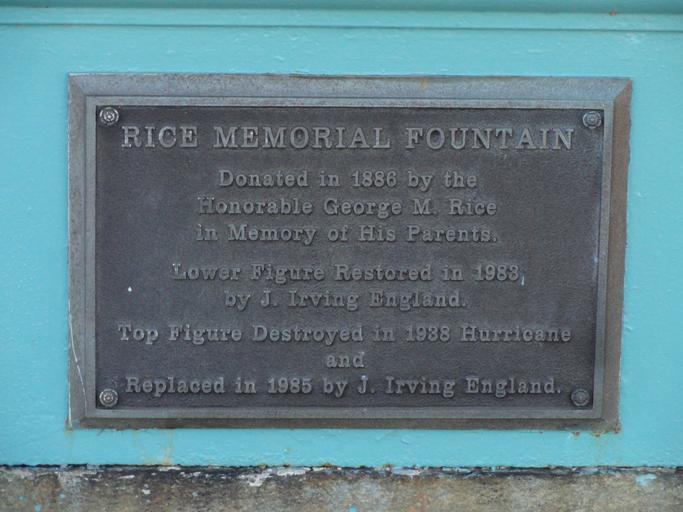 RICE MEMORIAL FOUNTAIN
Donated in 1886 by the
Honorable George M. Rice
in Memory of His Parents.
Lower Figure Restored in 1983
by J. Irving England.
Top Figure Destroyed in 1938 Hurricane
and
Replaced in 1985 by J. Irving England.